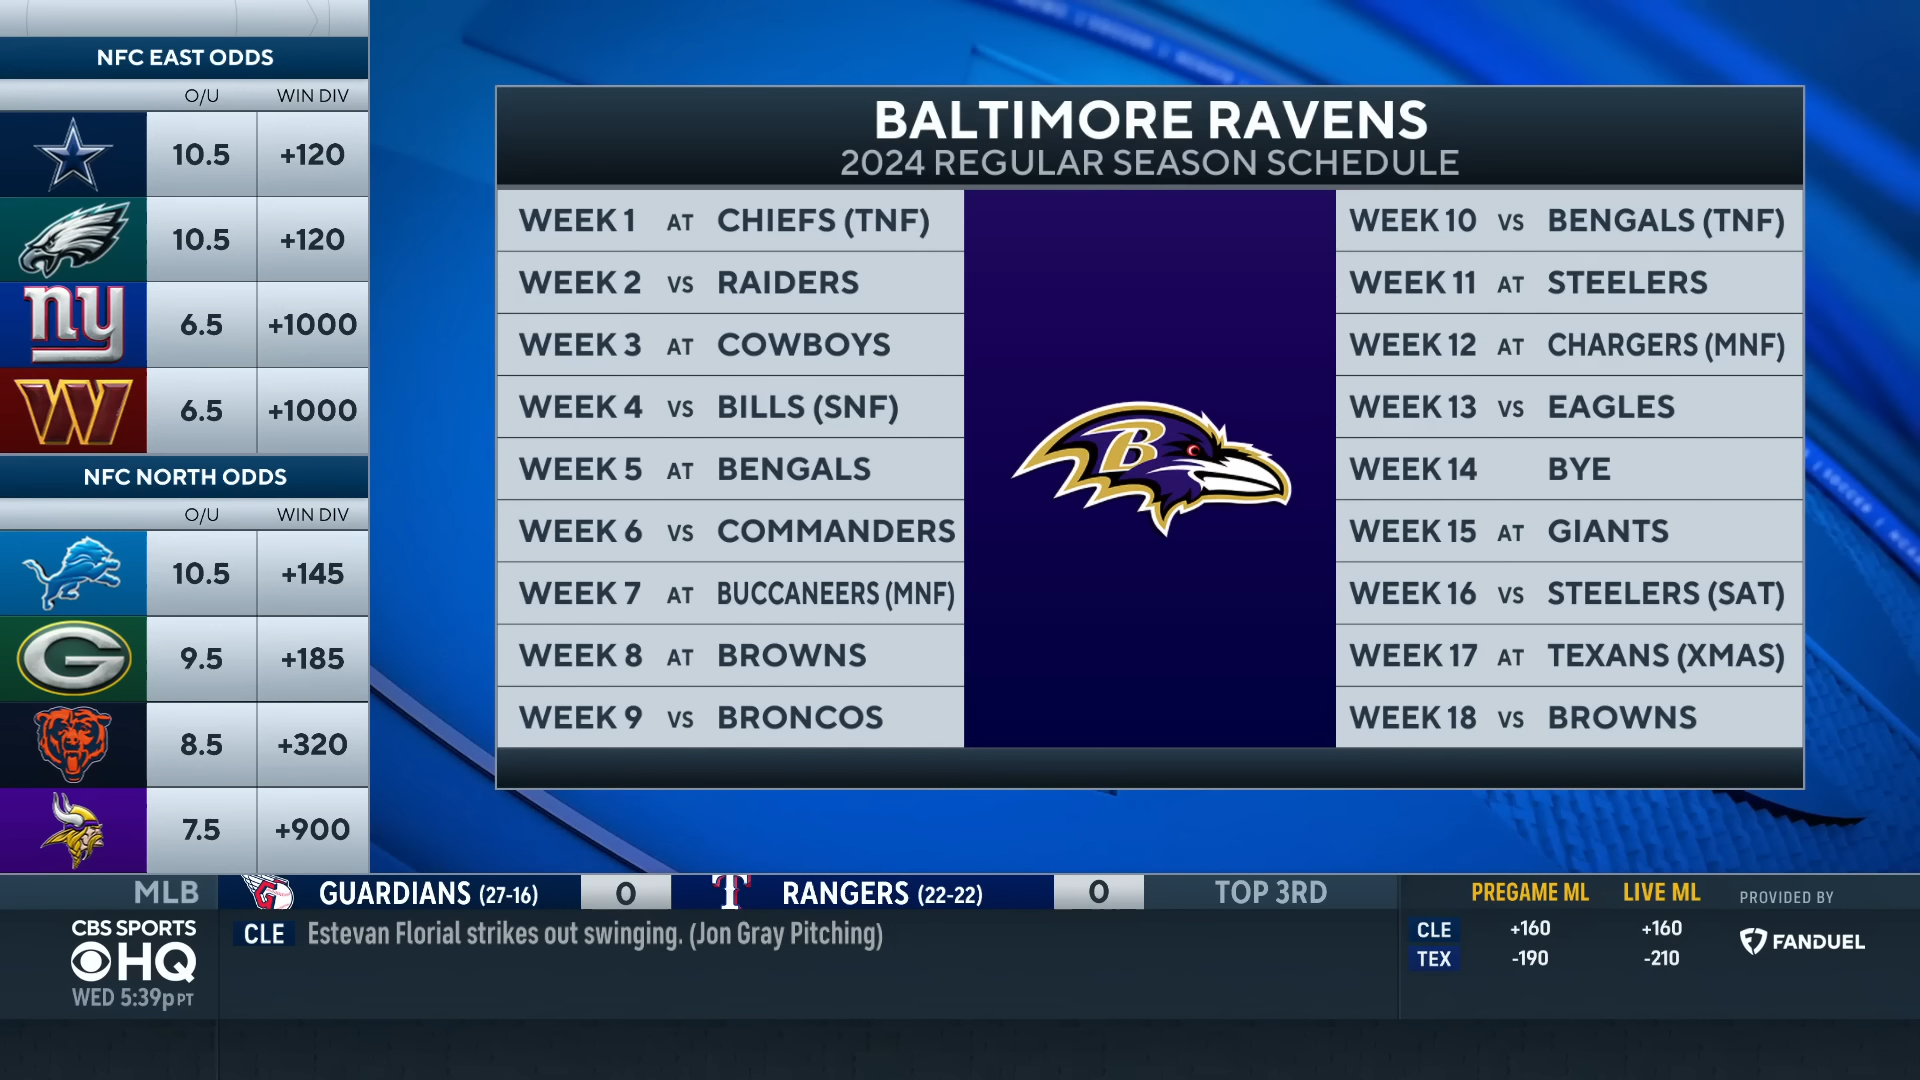 NFC EAST ODDS
O/U WIN DIV
10.5 +120
10.5 +120
ny 6.5 +1000
W 6.5 +1000
NFC NORTH ODDS
O/U WIN DIV
10.5 +145
G 9.5 +185
8.5 +320
7.5 +900
BALTIMORE RAVENS
2024 REGULAR SEASON SCHEDULE
WEEK 1 AT CHIEFS (TNF)
WEEK 2 VS RAIDERS
WEEK 3 AT COWBOYS
WEEK 4 VS BILLS (SNF)
WEEK 5 AT BENGALS
WEEK 6 VS COMMANDERS
WEEK 7 AT BUCCANEERS (MNF)
WEEK 8 AT BROWNS
WEEK 9 VS BRONCOS
B
WEEK 10 VS BENGALS (TNF)
WEEK 11 AT STEELERS
WEEK 12 AT CHARGERS (MNF)
WEEK 13 VS EAGLES
WEEK 14 BYE
WEEK 15 AT GIANTS
WEEK 16 VS STEELERS (SAT)
WEEK 17 AT TEXANS (XMAS)
WEEK 18 VS BROWNS
MLB GUARDIANS (27-16) 0 T RANGERS (22-22) 0 TOP 3RD
CLE Estevan Florial strikes out swinging. (Jon Gray Pitching)
CBS SPORTS
HQ
WED 5:39p PT
PREGAME ML LIVE ML
CLE +160 +160
TEX -190 -210
PROVIDED BY
FANDUEL